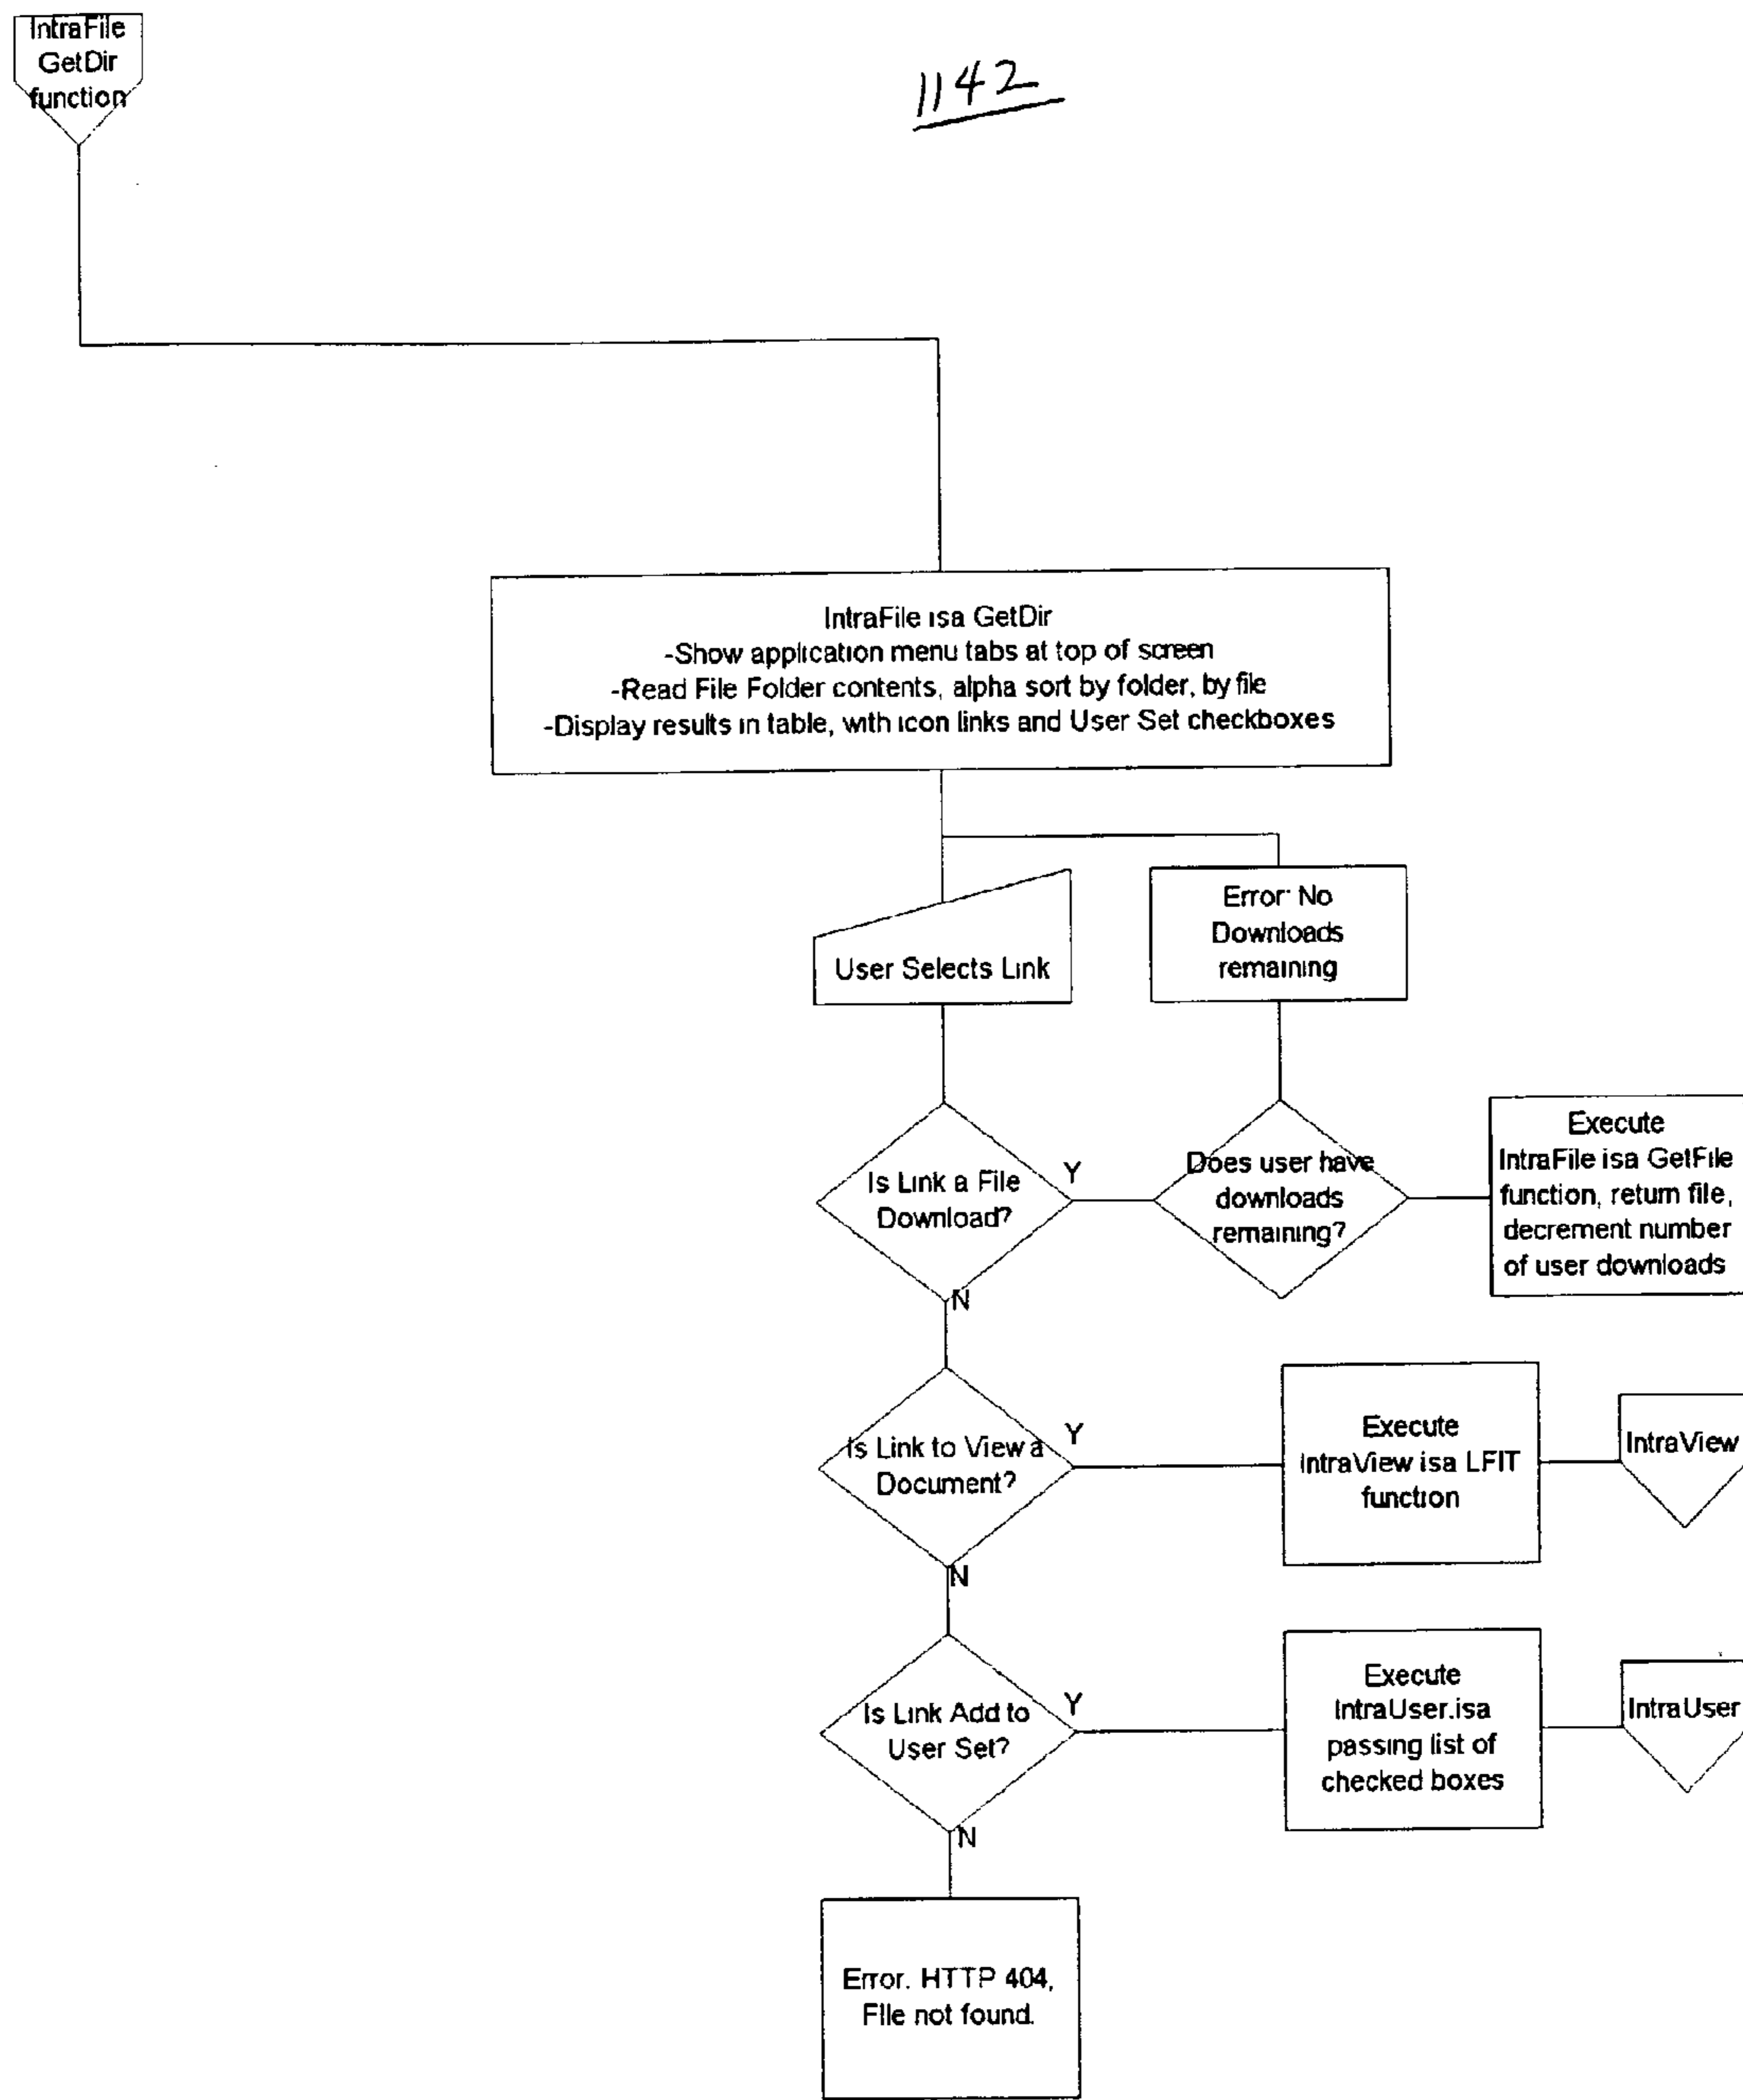 IntraFile
GetDir
function
1142
IntraFile isa GetDir
-Show application menu tabs at top of screen
-Read File Folder contents, alpha sort by folder, by file
-Display results in table, with icon links and User Set checkboxes
User Selects Link
Error: No
Downloads
remaining
Is Link a File
Download?
Y
N
Does user have
downloads
remaining?
Execute
IntraFile isa GetFile
function, return file,
decrement number
of user downloads
Is Link to View a
Document?
Y
N
Execute
IntraView isa LFIT
function
IntraView
Is Link Add to
User Set?
Y
N
Execute
IntraUser.isa
passing list of
checked boxes
IntraUser
Error. HTTP 404,
File not found.